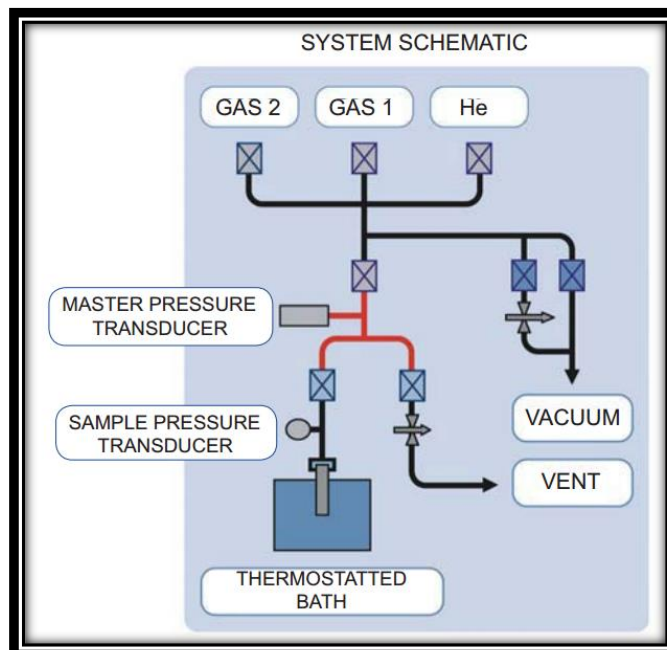 SYSTEM SCHEMATIC
GAS 2
GAS 1
He
MASTER PRESSURE
TRANSDUCER
SAMPLE PRESSURE
TRANSDUCER
VACUUM
VENT
THERMOSTATTED
BATH